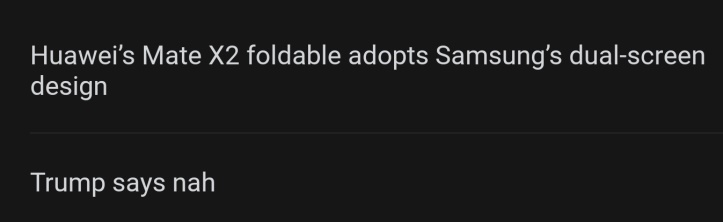 Huawei’s Mate X2 foldable adopts Samsung’s dual-screen
design
Trump says nah